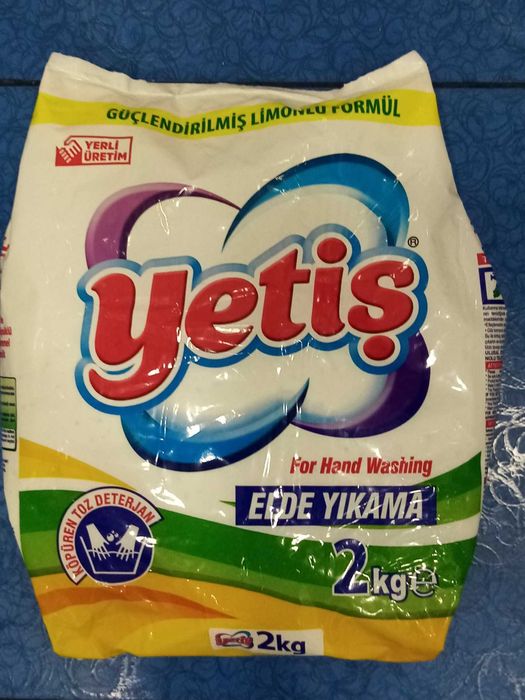 GÜÇLENDİRİLMİŞ LİMONLU FORMÜL
YERLİ
ÜRETİM
yetiş®
For Hand Washing
ELDE YIKAMA
KÖPÜREN TOZ DETERJAN
2kg℮
yetiş 2kg